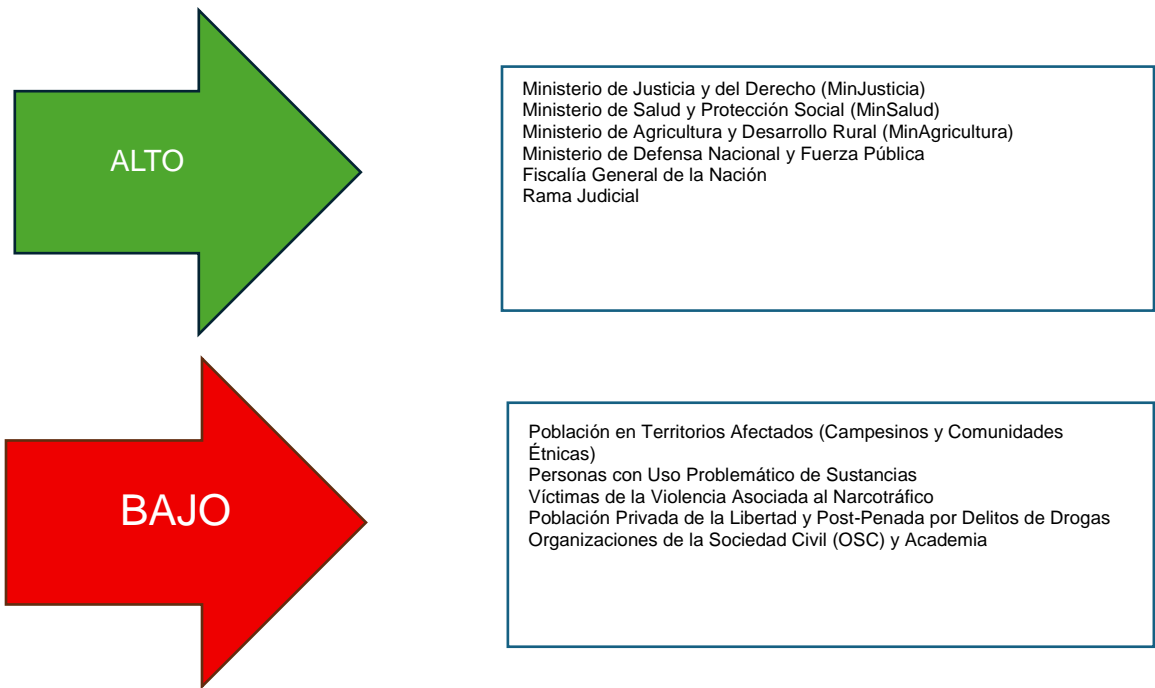 ALTO
Ministerio de Justicia y del Derecho (MinJusticia)
Ministerio de Salud y Protección Social (MinSalud)
Ministerio de Agricultura y Desarrollo Rural (MinAgricultura)
Ministerio de Defensa Nacional y Fuerza Pública
Fiscalía General de la Nación
Rama Judicial
BAJO
Población en Territorios Afectados (Campesinos y Comunidades
Étnicas)
Personas con Uso Problemático de Sustancias
Víctimas de la Violencia Asociada al Narcotráfico
Población Privada de la Libertad y Post-Penada por Delitos de Drogas
Organizaciones de la Sociedad Civil (OSC) y Academia